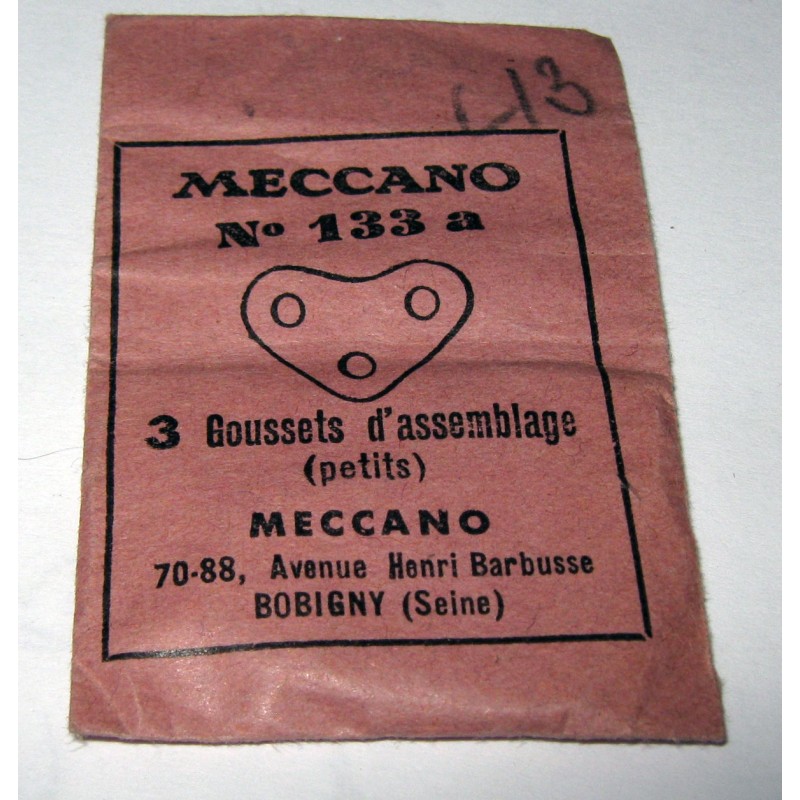 MECCANO
Nº 133 a
3 Goussets d'assemblage
(petits)
MECCANO
70-88, Avenue Henri Barbusse
BOBIGNY (Seine)